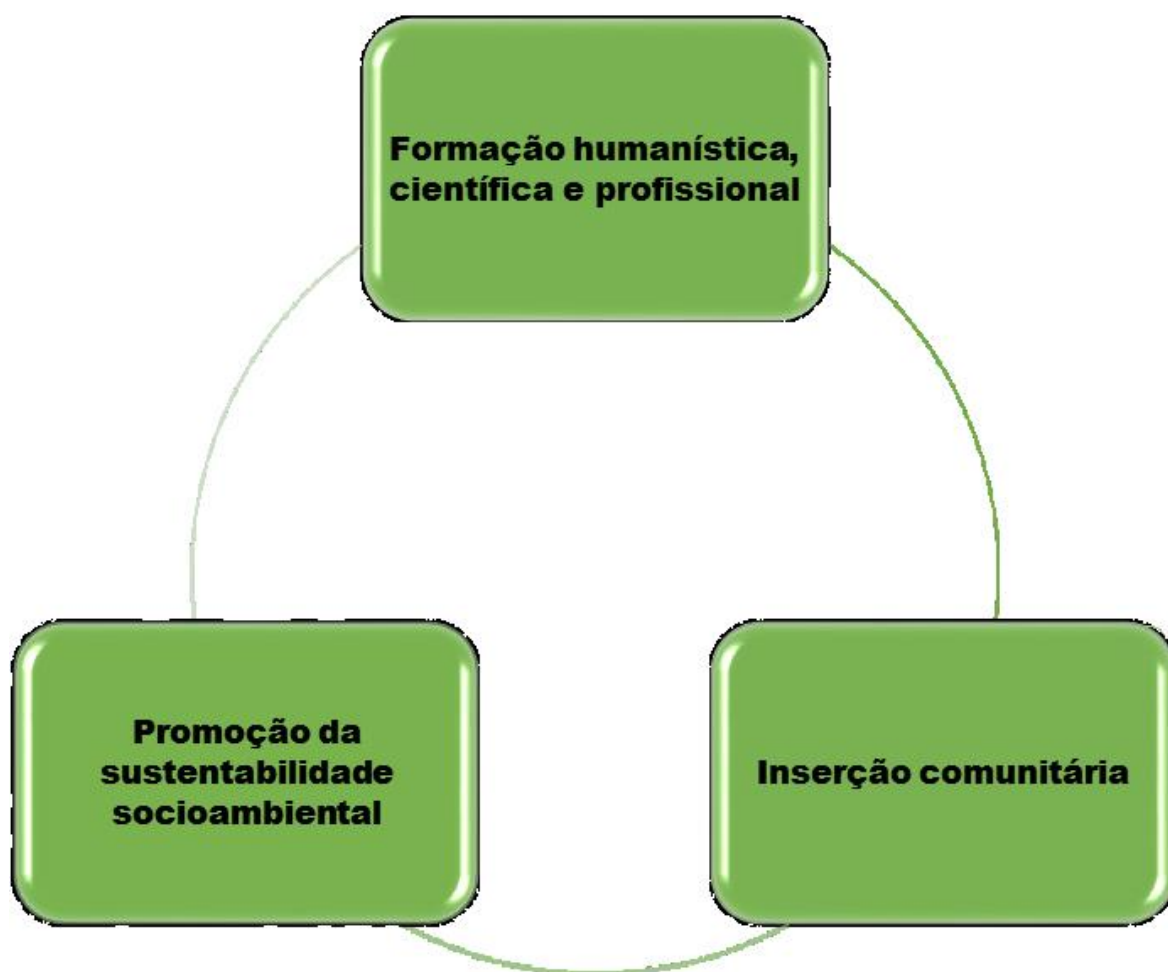 Formação humanística,
científica e profissional
Promoção da
sustentabilidade
socioambiental
Inserção comunitária